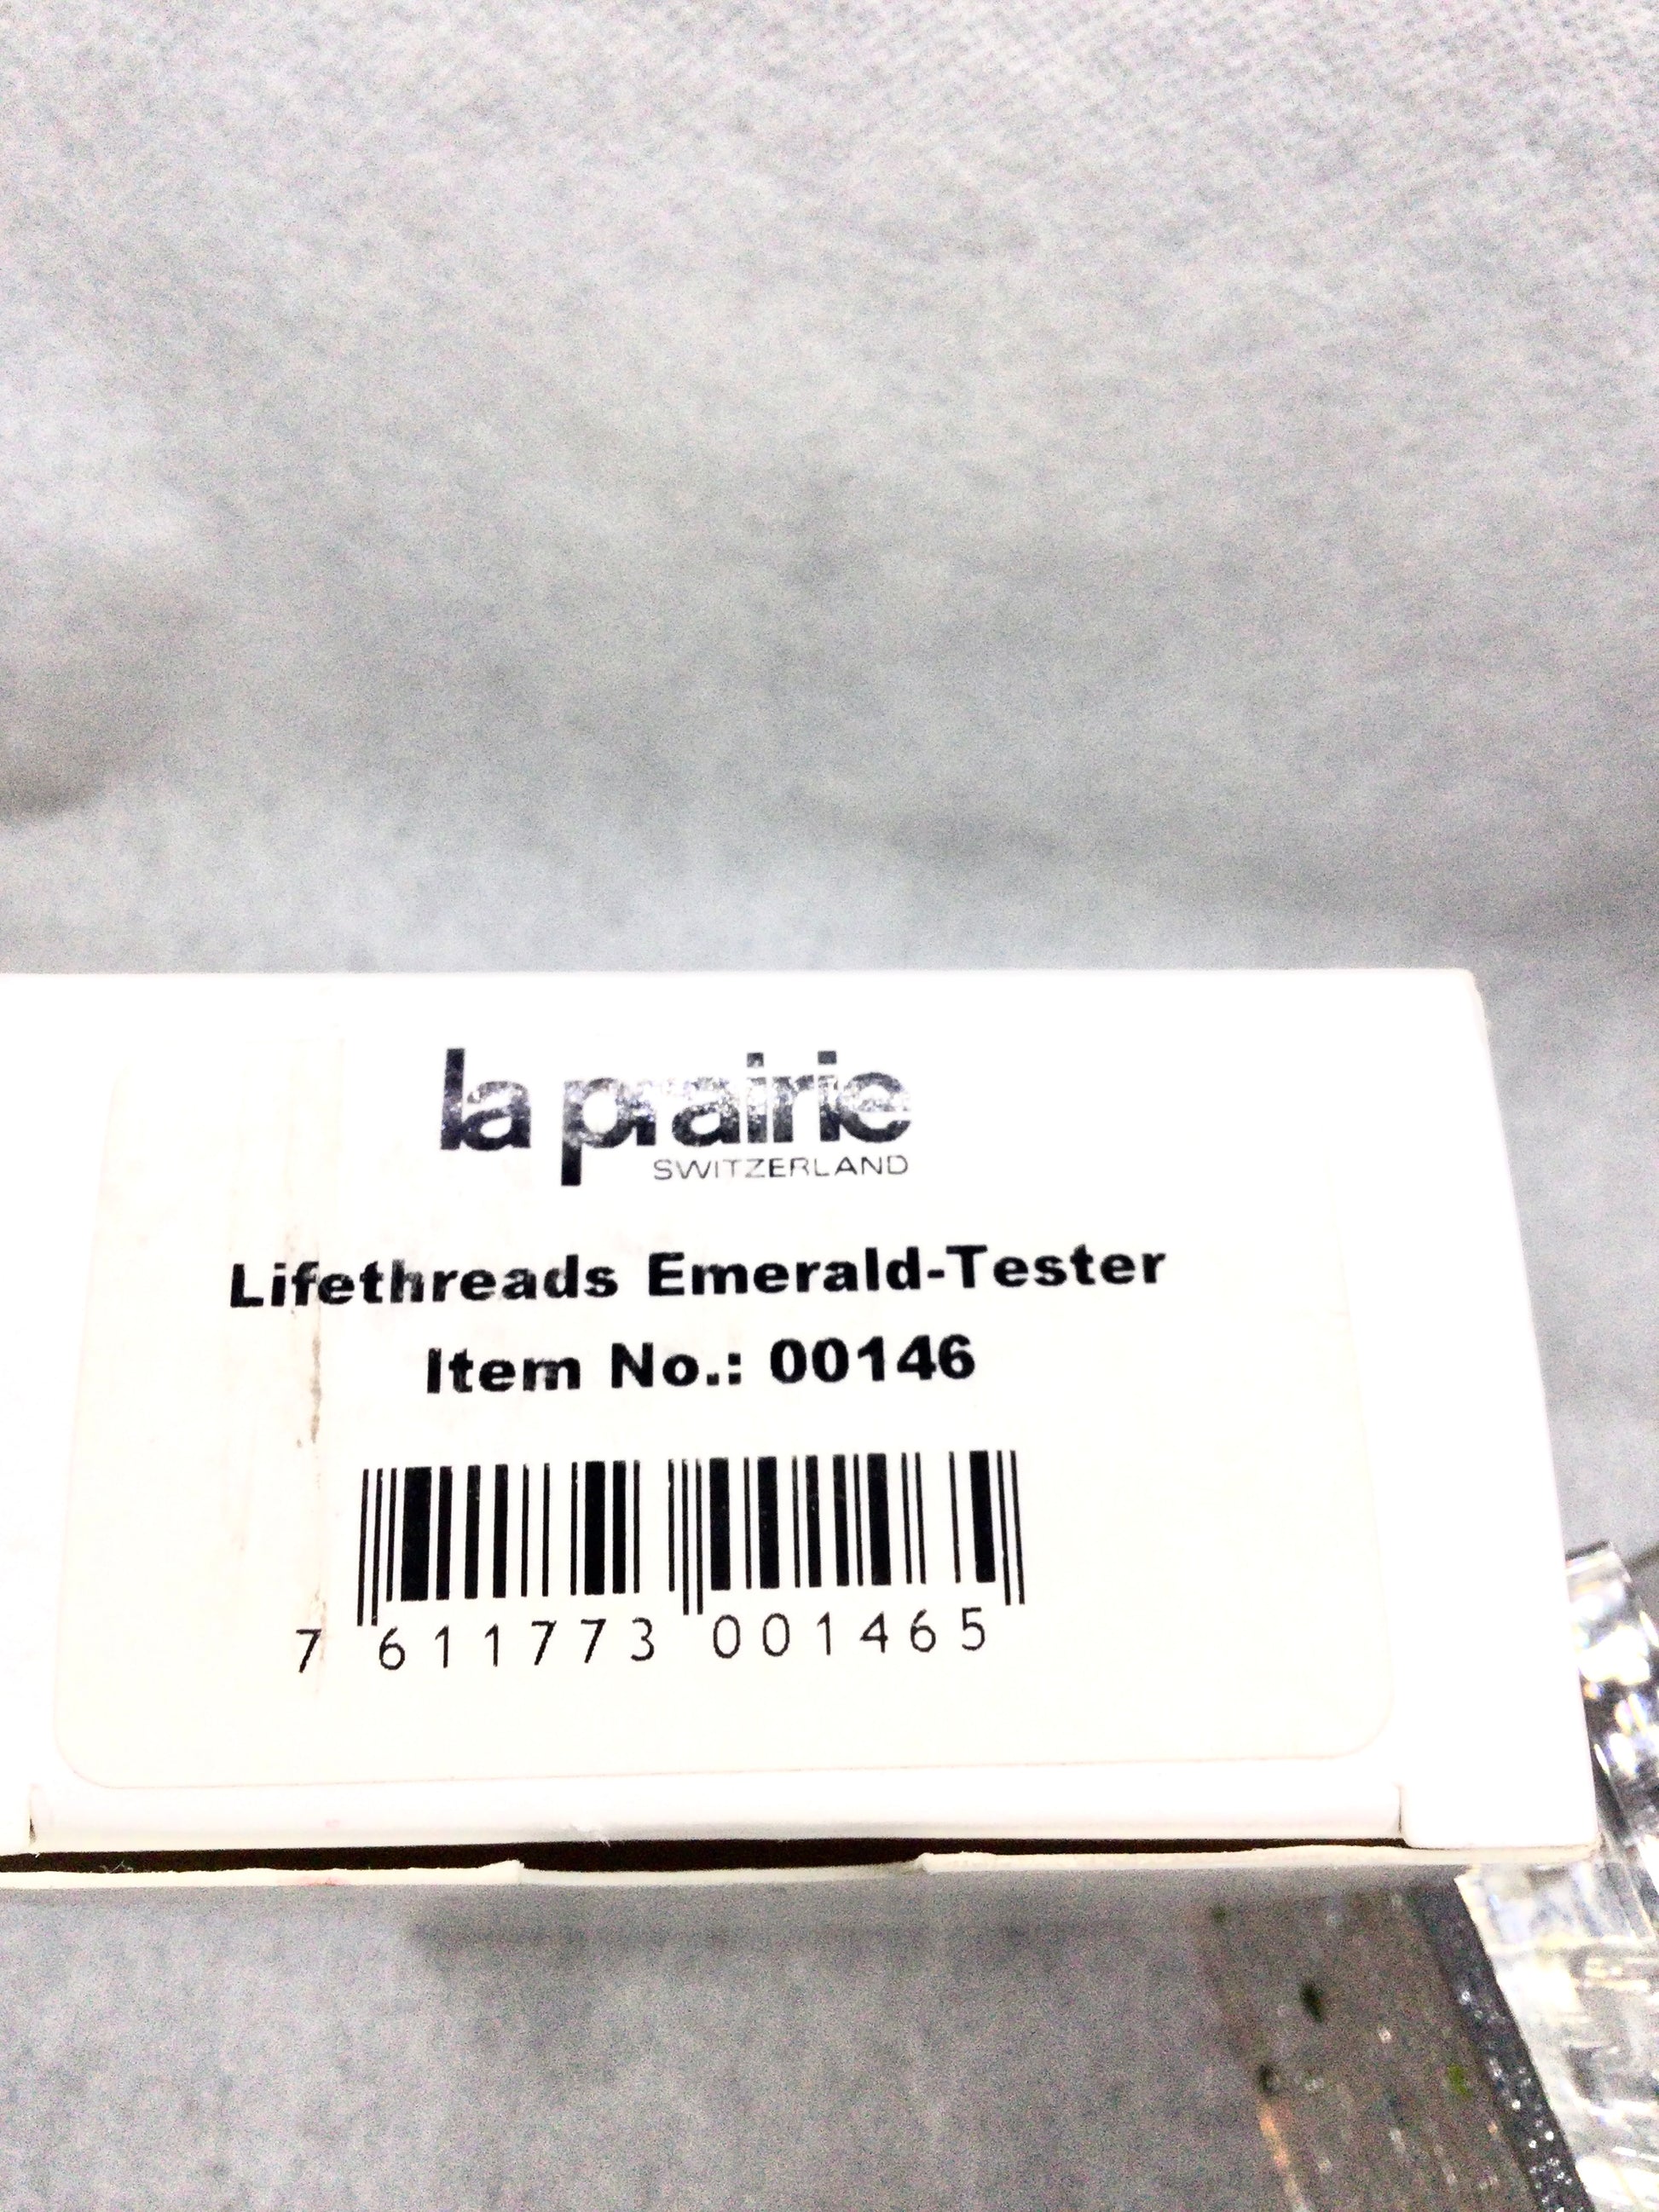 la prairie
SWITZERLAND
Lifethreads Emerald-Tester
Item No.: 00146
7 611773 001465